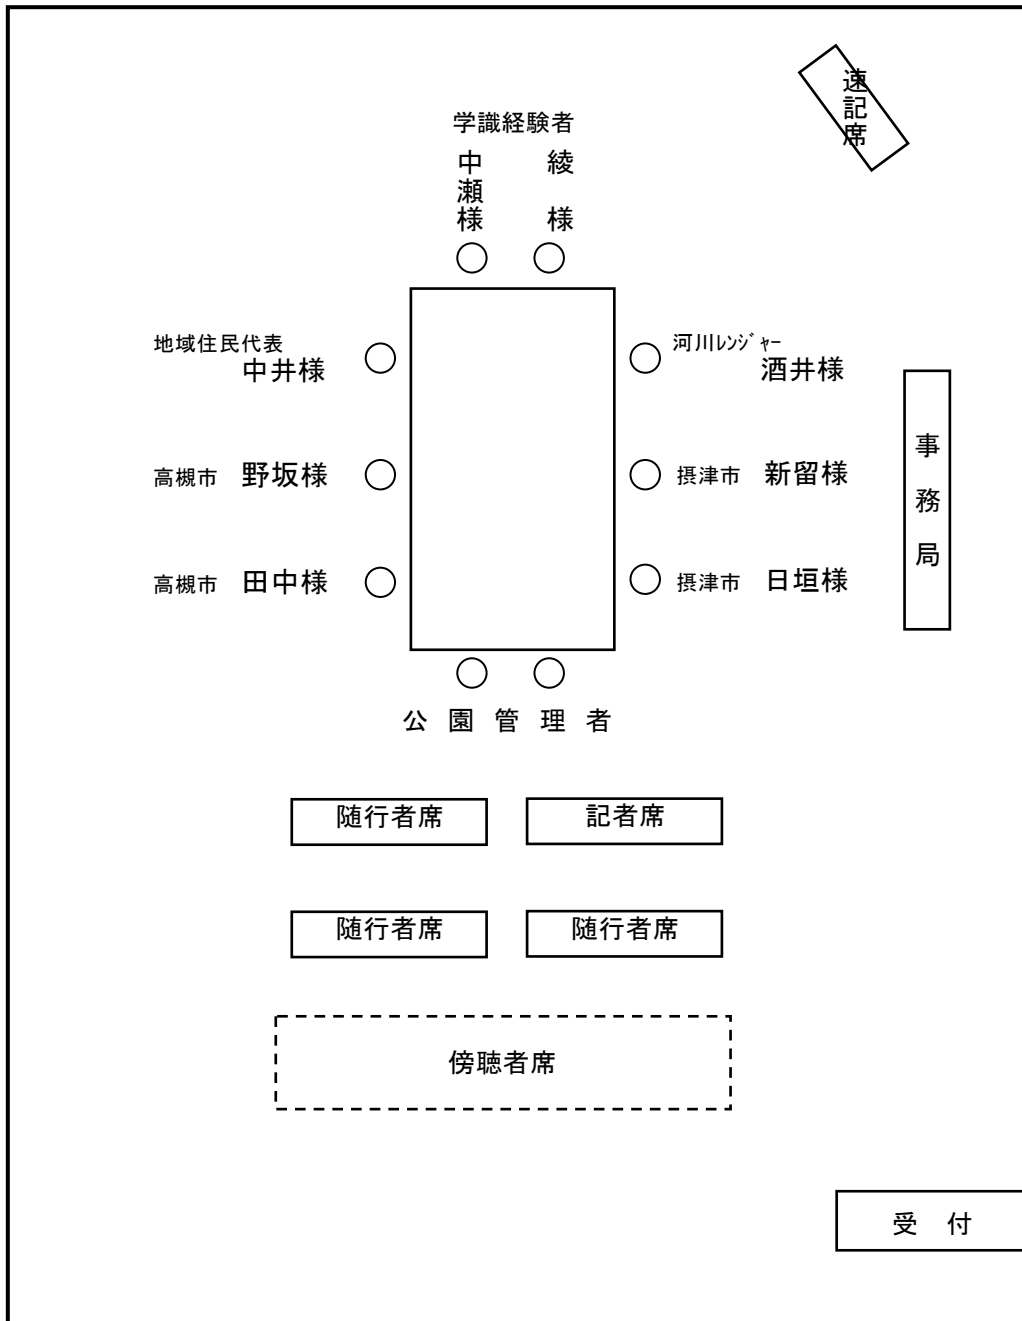 速記席
学識経験者
中瀬様
綾 様
地域住民代表
中井様
河川ﾚﾝｼﾞｬｰ
酒井様
高槻市 野坂様
摂津市 新留様
高槻市 田中様
摂津市 日垣様
事務局
公園管理者
随行者席
記者席
随行者席
随行者席
傍聴者席
受 付